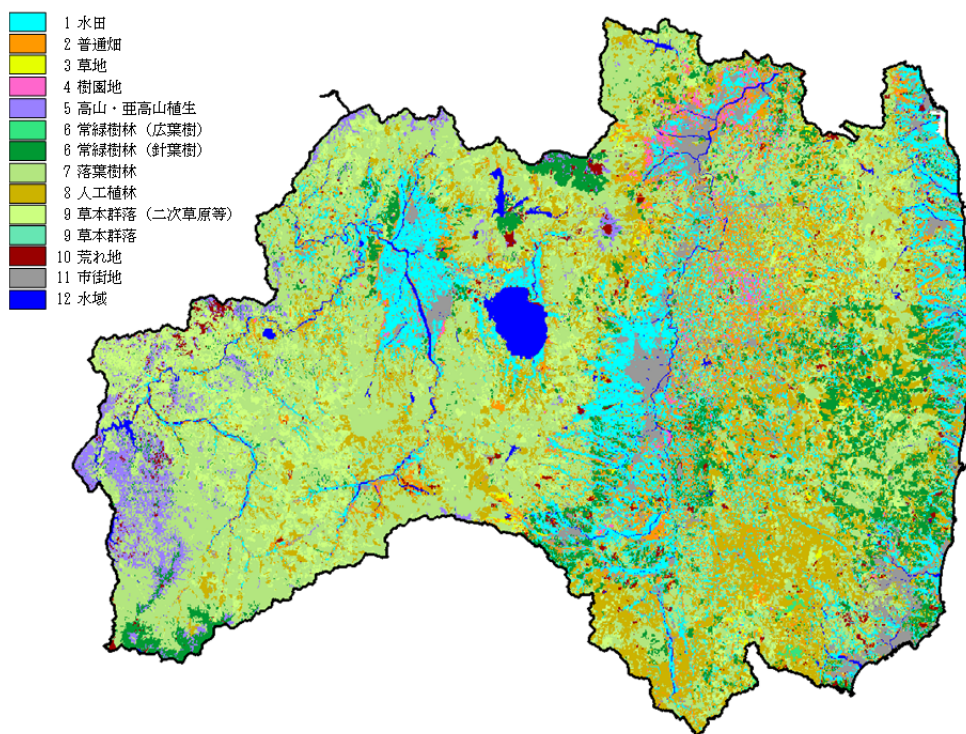 1 水田
2 普通畑
3 草地
4 樹園地
5 高山・亜高山植生
6 常緑樹林（広葉樹）
6 常緑樹林（針葉樹）
7 落葉樹林
8 人工植林
9 草本群落（二次草原等）
9 草本群落
10 荒れ地
11 市街地
12 水域